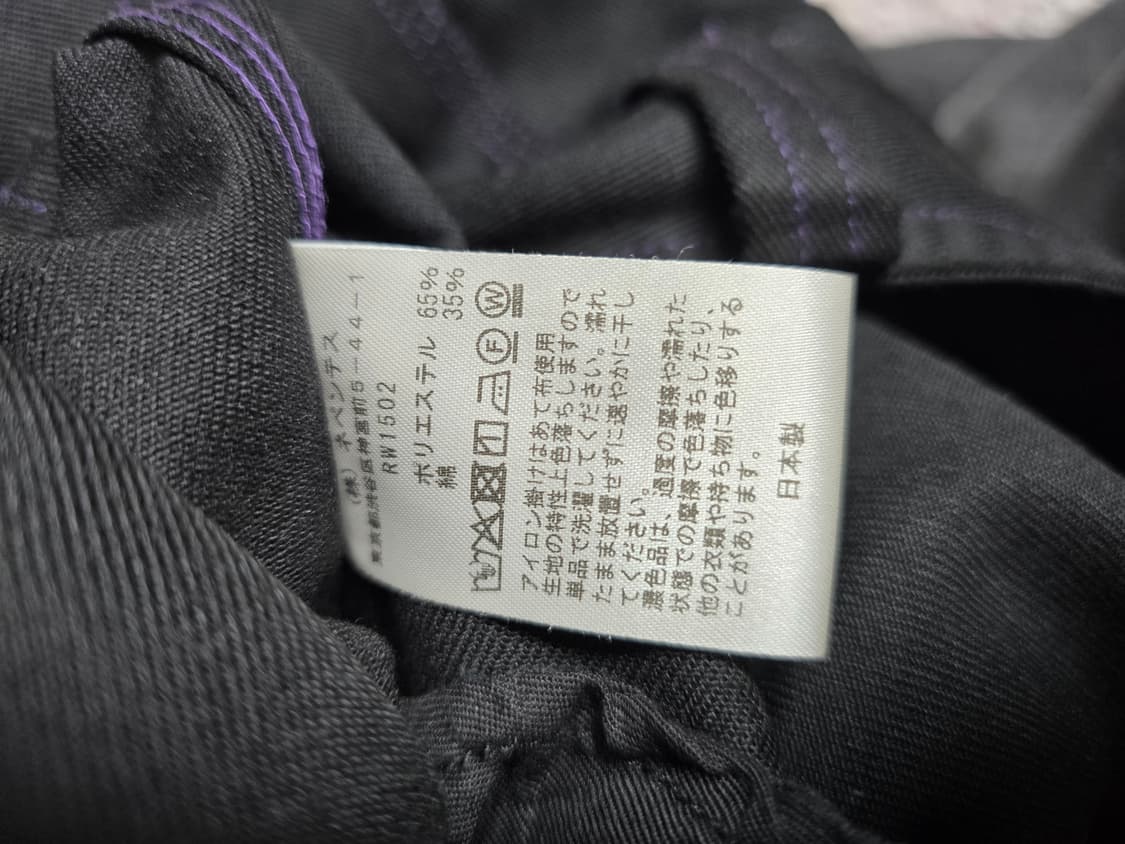 (株) ネペンテス
東京都渋谷区神宮前5-44-1
RW1502
ポリエステル 65%
綿 35%
F W
アイロン掛けはあて布使用
生地の特性上色落ちしますので
単品で洗濯してください。濡れ
たまま放置せずに速やかに干し
てください。
濃色品は、過度の摩擦や濡れた
状態での摩擦で色落ちしたり、
他の衣類や持ち物に色移りする
ことがあります。
日本製